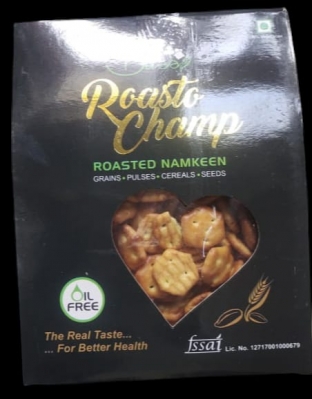 Roasto
Champ
ROASTED NAMKEEN
GRAINS • PULSES • CEREALS • SEEDS
OIL
FREE
The Real Taste...
... For Better Health
fssai Lic. No. 12717001000679